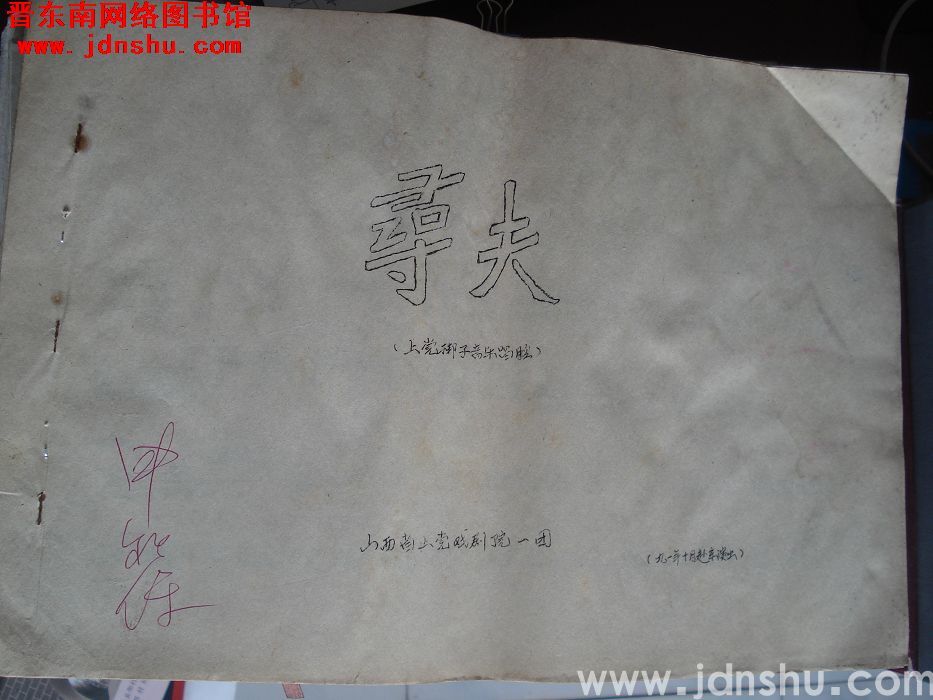 晋东南网络图书馆
www.jdnshu.com
尋夫
(上党梆子音乐唱腔)
山西省上党戏剧院一团
(九一年十月赴京演出)
www.jdnshu.com